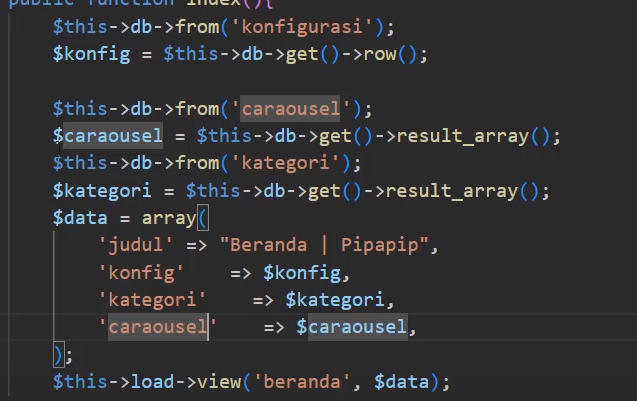 public function index(){
$this->db->from('konfigurasi');
$konfig = $this->db->get()->row();
$this->db->from('caraousel');
$caraousel = $this->db->get()->result_array();
$this->db->from('kategori');
$kategori = $this->db->get()->result_array();
$data = array(
'judul' => "Beranda | Pipapip",
'konfig' => $konfig,
'kategori' => $kategori,
'caraousel' => $caraousel,
);
$this->load->view('beranda', $data);